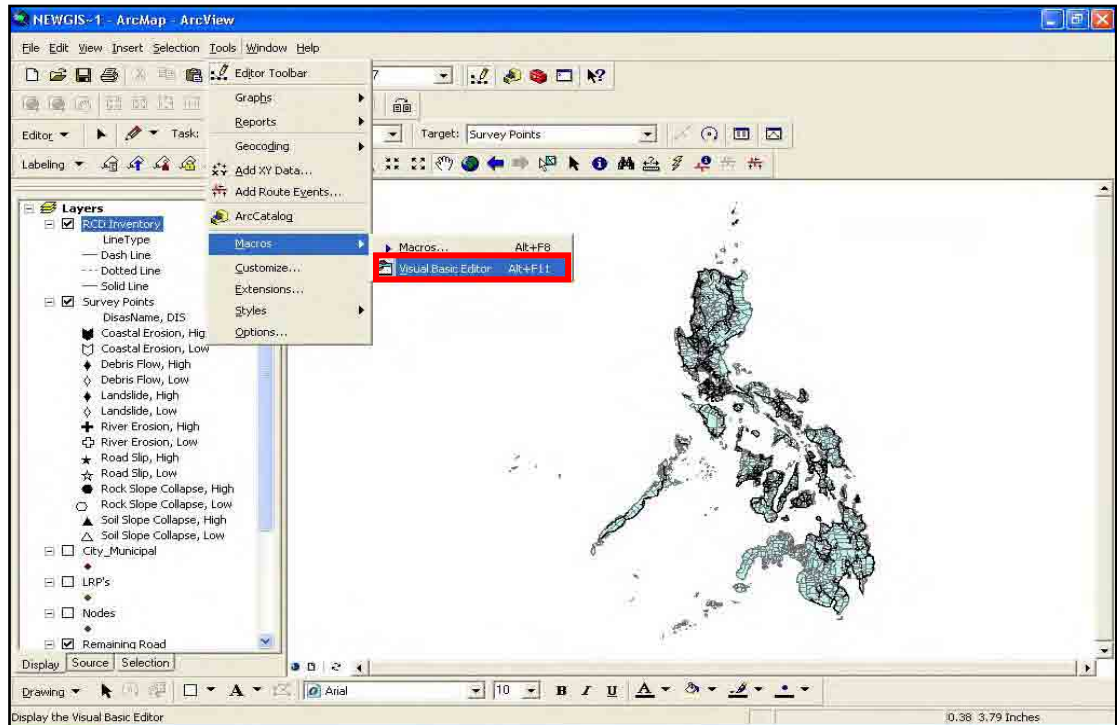 NEWGIS~1 - ArcMap - ArcView
File Edit View Insert Selection Tools Window Help
Editor Toolbar
Graphs
Reports
Geocoding
Add XY Data...
Add Route Events...
ArcCatalog
Macros
Customize...
Extensions...
Styles
Options...
Macros... Alt+F8
Visual Basic Editor Alt+F11
Editor Task: Target: Survey Points
Labeling
Layers
RCD Inventory
LineType
Dash Line
Dotted Line
Solid Line
Survey Points
DisasName, DIS
Coastal Erosion, Hig
Coastal Erosion, Low
Debris Flow, High
Debris Flow, Low
Landslide, High
Landslide, Low
River Erosion, High
River Erosion, Low
Road Slip, High
Road Slip, Low
Rock Slope Collapse, High
Rock Slope Collapse, Low
Soil Slope Collapse, High
Soil Slope Collapse, Low
City_Municipal
LRP's
Nodes
Remaining Road
Display Source Selection
Drawing A Arial 10 B I U A
Display the Visual Basic Editor 0.38 3.79 Inches